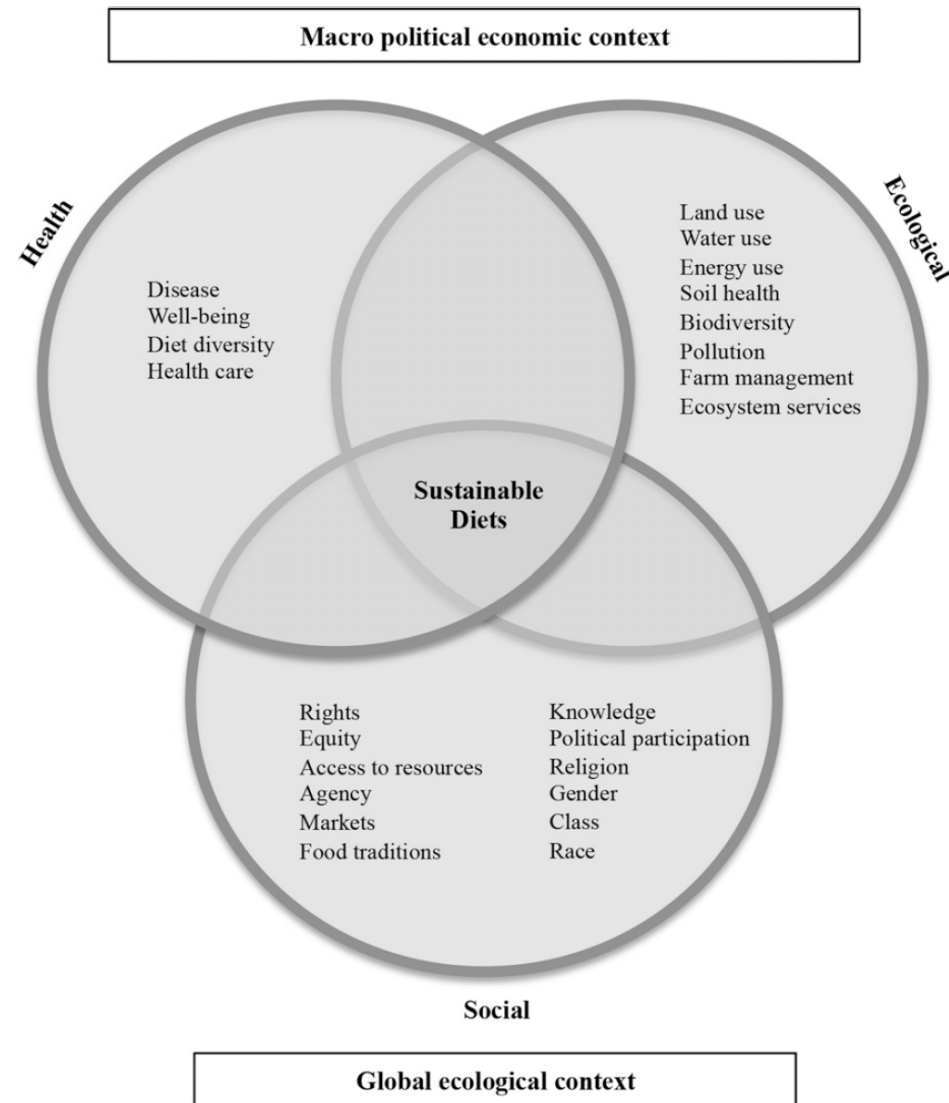 Macro political economic context
Health
Ecological
Disease
Well-being
Diet diversity
Health care
Land use
Water use
Energy use
Soil health
Biodiversity
Pollution
Farm management
Ecosystem services
Sustainable
Diets
Rights
Equity
Access to resources
Agency
Markets
Food traditions
Knowledge
Political participation
Religion
Gender
Class
Race
Social
Global ecological context